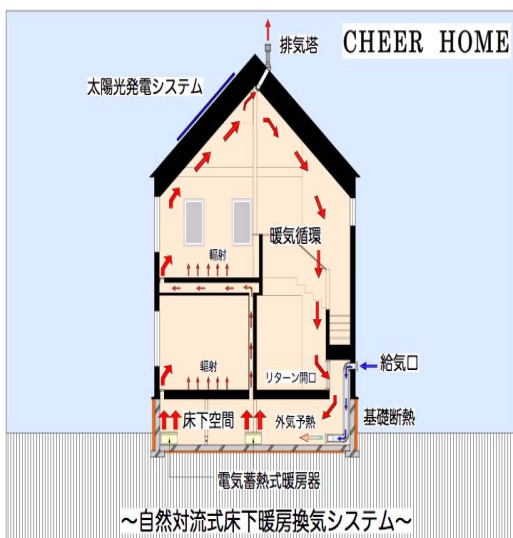 CHEER HOME
排気塔
太陽光発電システム
暖気循環
輻射
輻射
リターン開口
給気口
床下空間
外気予熱
基礎断熱
電気蓄熱式暖房器
～自然対流式床下暖房換気システム～